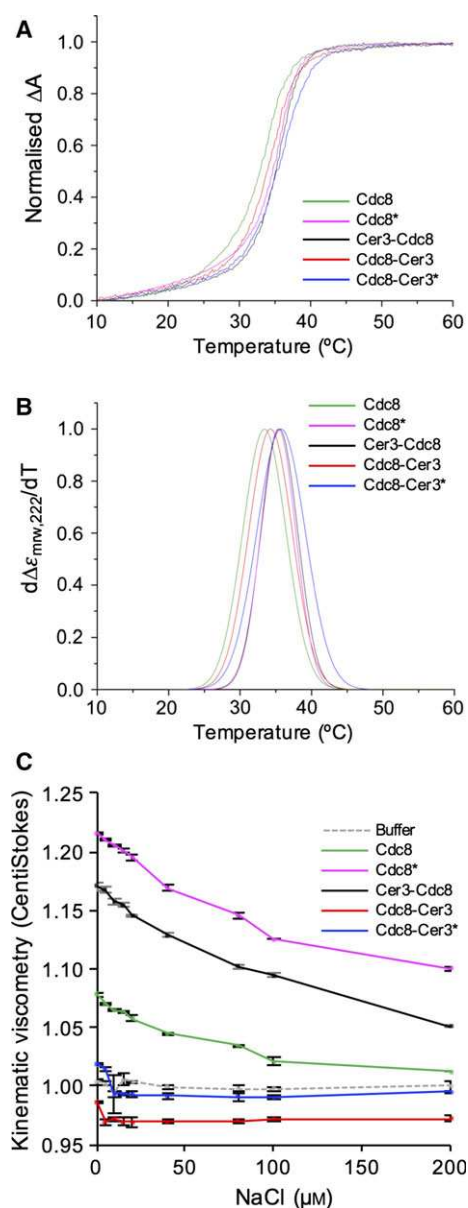 A
Normalised ΔA
1.0
0.8
0.6
0.4
0.2
0.0
Cdc8
Cdc8*
Cer3-Cdc8
Cdc8-Cer3
Cdc8-Cer3*
10 20 30 40 50 60
Temperature (ºC)
B
dΔεmrw,222/dT
1.0
0.8
0.6
0.4
0.2
0.0
Cdc8
Cdc8*
Cer3-Cdc8
Cdc8-Cer3
Cdc8-Cer3*
10 20 30 40 50 60
Temperature (ºC)
C
Kinematic viscometry (CentiStokes)
1.25
1.20
1.15
1.10
1.05
1.00
0.95
Buffer
Cdc8
Cdc8*
Cer3-Cdc8
Cdc8-Cer3
Cdc8-Cer3*
0 50 100 150 200
NaCl (μM)